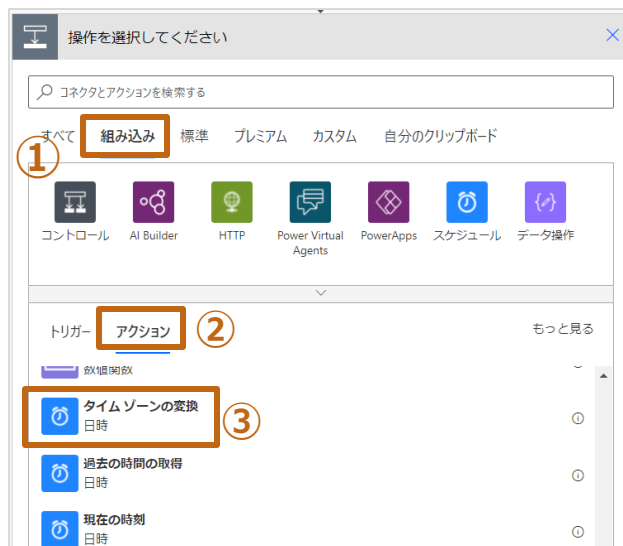 操作を選択してください
コネクタとアクションを検索する
すべて 組み込み 標準 プレミアム カスタム 自分のクリップボード
①
コントロール AI Builder HTTP Power Virtual Agents PowerApps スケジュール データ操作
トリガー アクション ② もっと見る
数値関数
タイム ゾーンの変換
日時
③
過去の時間の取得
日時
現在の時刻
日時